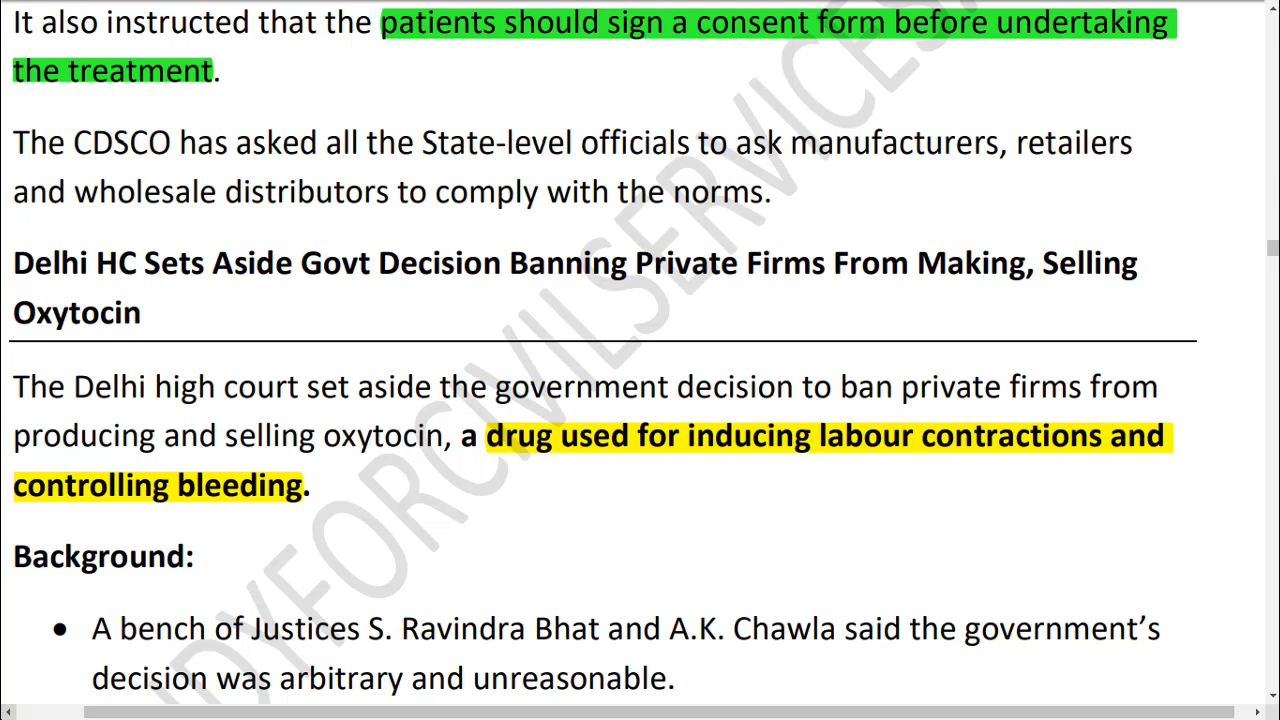 It also instructed that the patients should sign a consent form before undertaking
the treatment.
The CDSCO has asked all the State-level officials to ask manufacturers, retailers
and wholesale distributors to comply with the norms.
Delhi HC Sets Aside Govt Decision Banning Private Firms From Making, Selling
Oxytocin
The Delhi high court set aside the government decision to ban private firms from
producing and selling oxytocin, a drug used for inducing labour contractions and
controlling bleeding.
Background:
• A bench of Justices S. Ravindra Bhat and A.K. Chawla said the government’s
decision was arbitrary and unreasonable.
DYFORCIVILSERVICES.